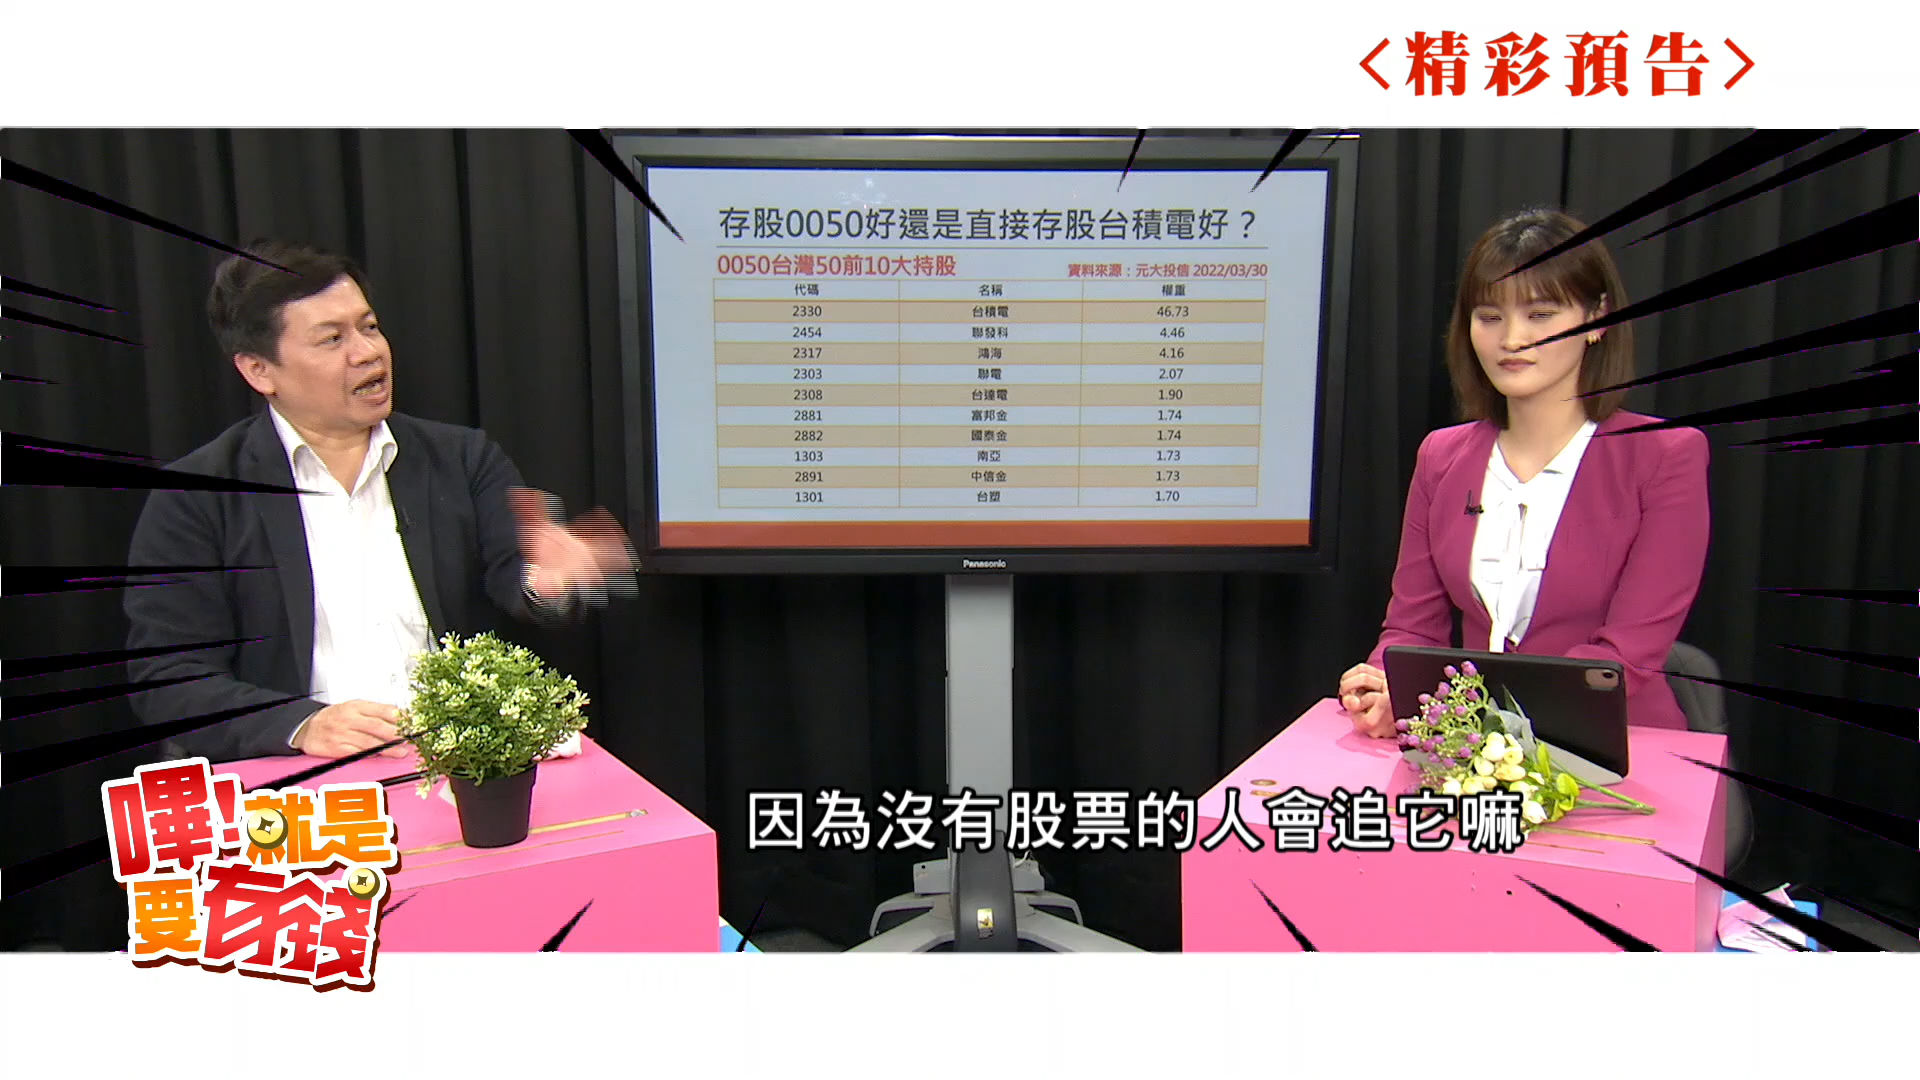 <精彩預告>
存股0050好還是直接存股台積電好？
0050台灣50前10大持股
資料來源：元大投信 2022/03/30
代碼 名稱 權重
2330 台積電 46.73
2454 聯發科 4.46
2317 鴻海 4.16
2303 聯電 2.07
2308 台達電 1.90
2881 富邦金 1.74
2882 國泰金 1.74
1303 南亞 1.73
2891 中信金 1.73
1301 台塑 1.70
Panasonic
因為沒有股票的人會追它嘛
嗶!就是
要有錢